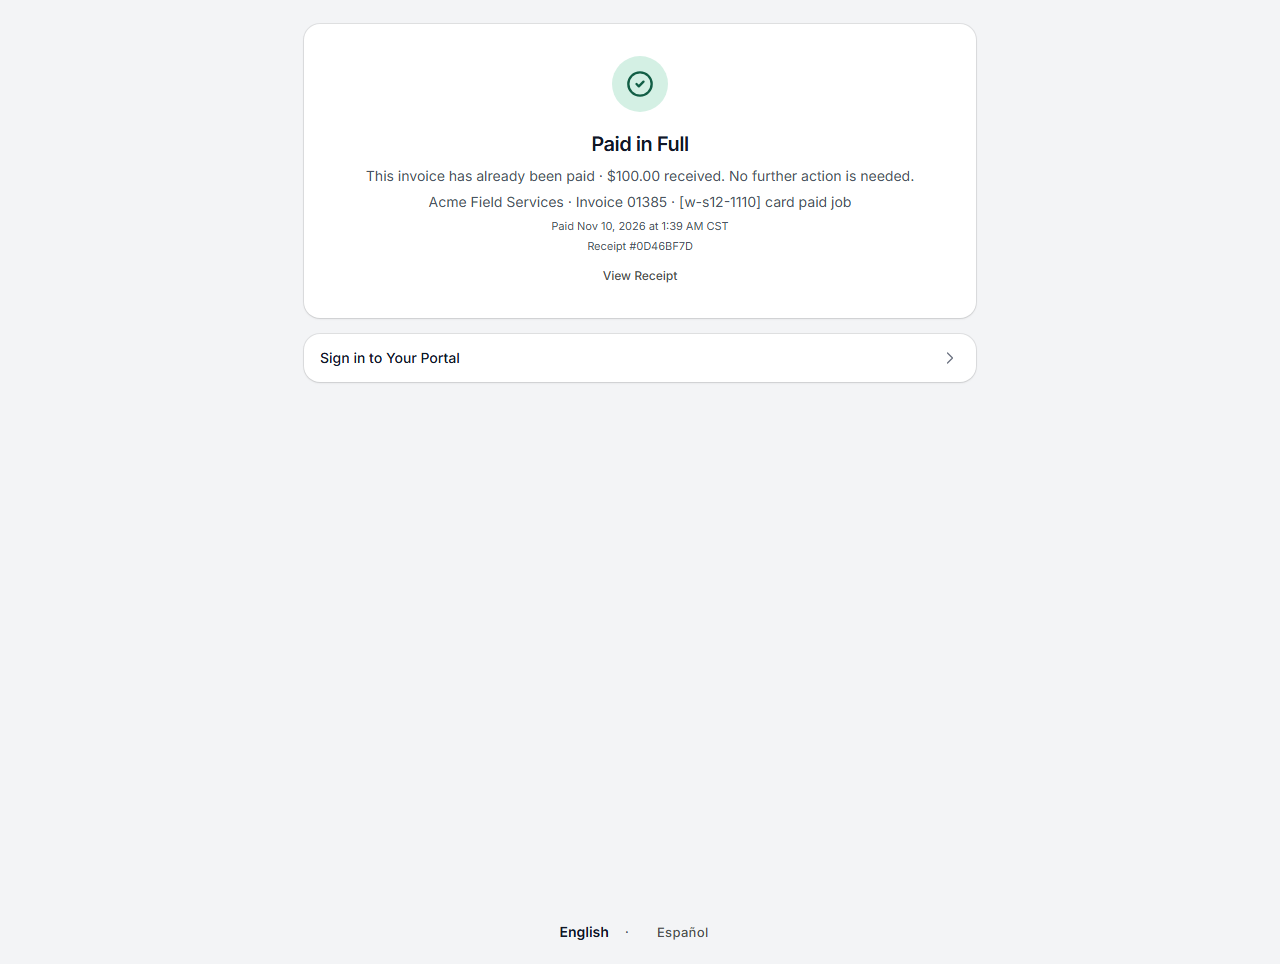 Paid in Full
This invoice has already been paid · $100.00 received. No further action is needed.
Acme Field Services · Invoice 01385 · [w-s12-1110] card paid job
Paid Nov 10, 2026 at 1:39 AM CST
Receipt #0D46BF7D
View Receipt
Sign in to Your Portal
English · Español